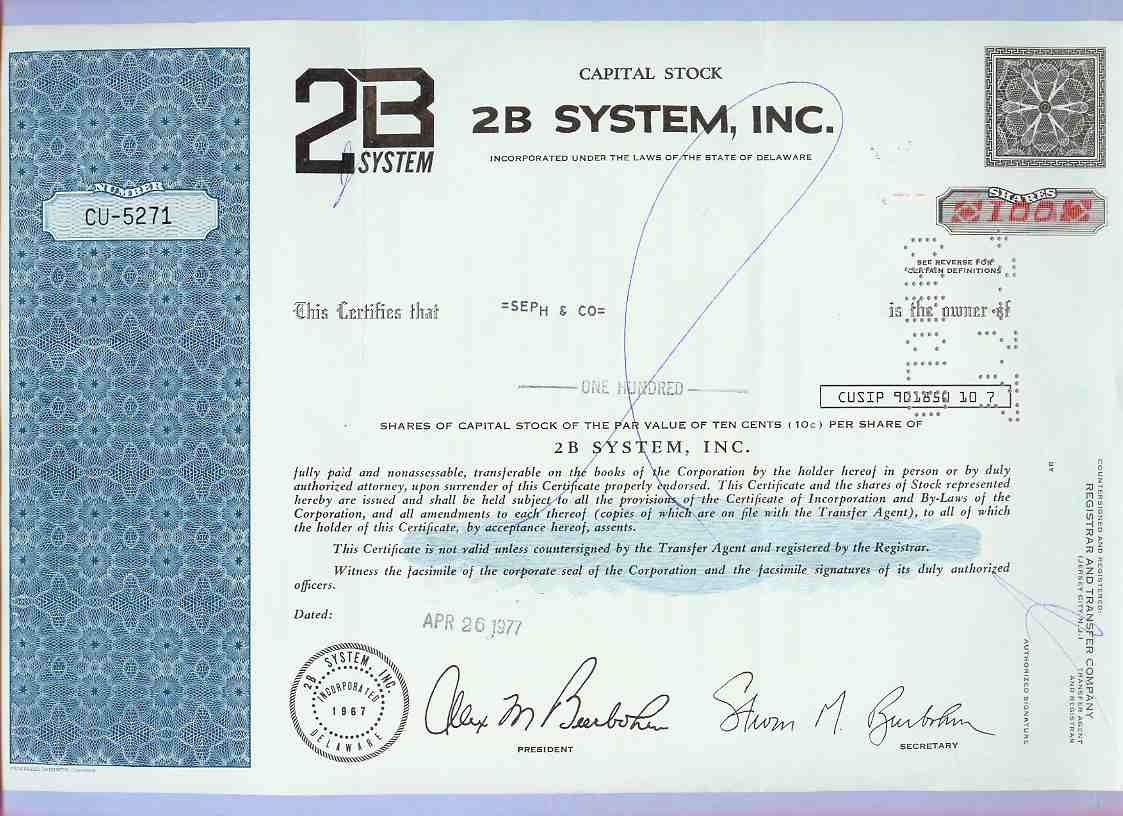 2B
SYSTEM
CAPITAL STOCK
2B SYSTEM, INC.
INCORPORATED UNDER THE LAWS OF THE STATE OF DELAWARE
NUMBER
CU-5271
SHARES
100
SEE REVERSE FOR
CERTAIN DEFINITIONS
This Certifies that
=SEPH & CO=
is the owner of
ONE HUNDRED
CUSIP 901850 10 7
SHARES OF CAPITAL STOCK OF THE PAR VALUE OF TEN CENTS (10c) PER SHARE OF
2B SYSTEM, INC.
fully paid and nonassessable, transferable on the books of the Corporation by the holder hereof in person or by duly
authorized attorney, upon surrender of this Certificate properly endorsed. This Certificate and the shares of Stock represented
hereby are issued and shall be held subject to all the provisions of the Certificate of Incorporation and By-Laws of the
Corporation, and all amendments to each thereof (copies of which are on file with the Transfer Agent), to all of which
the holder of this Certificate, by acceptance hereof, assents.
This Certificate is not valid unless countersigned by the Transfer Agent and registered by the Registrar.
Witness the facsimile of the corporate seal of the Corporation and the facsimile signatures of its duly authorized
officers.
Dated:
APR 26 1977
2B SYSTEM, INC.
INCORPORATED
1967
DELAWARE
Alex M Beerbohm
PRESIDENT
SECRETARY
COUNTERSIGNED AND REGISTERED:
REGISTRAR AND TRANSFER COMPANY
(JERSEY CITY, N.J.)
TRANSFER AGENT
AND REGISTRAR
BY
AUTHORIZED SIGNATURE